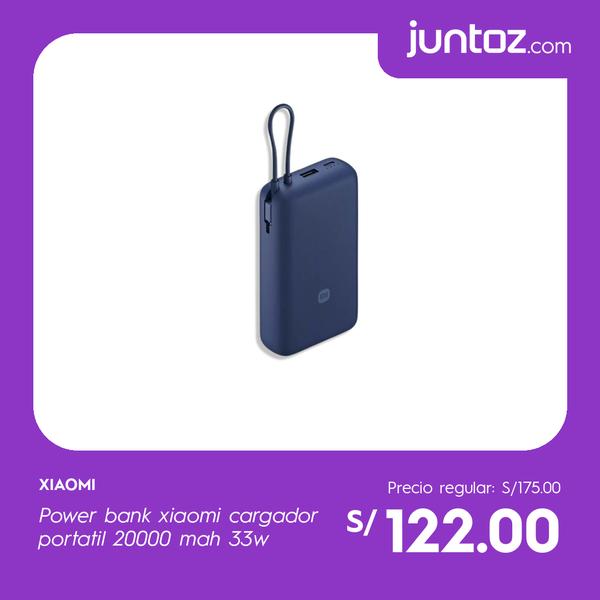 juntoz.com
XIAOMI
Power bank xiaomi cargador
portatil 20000 mah 33w
Precio regular: S/175.00
S/122.00